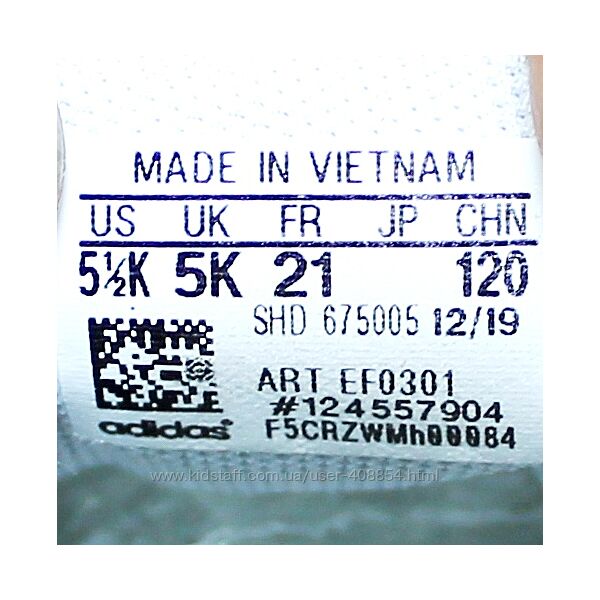 MADE IN VIETNAM
US UK FR JP CHN
5½K 5K 21 120
SHD 675005 12/19
ART EF0301
#124557904
adidas F5CRZWMh00084
www.kidstaff.com.ua/user-408854.html